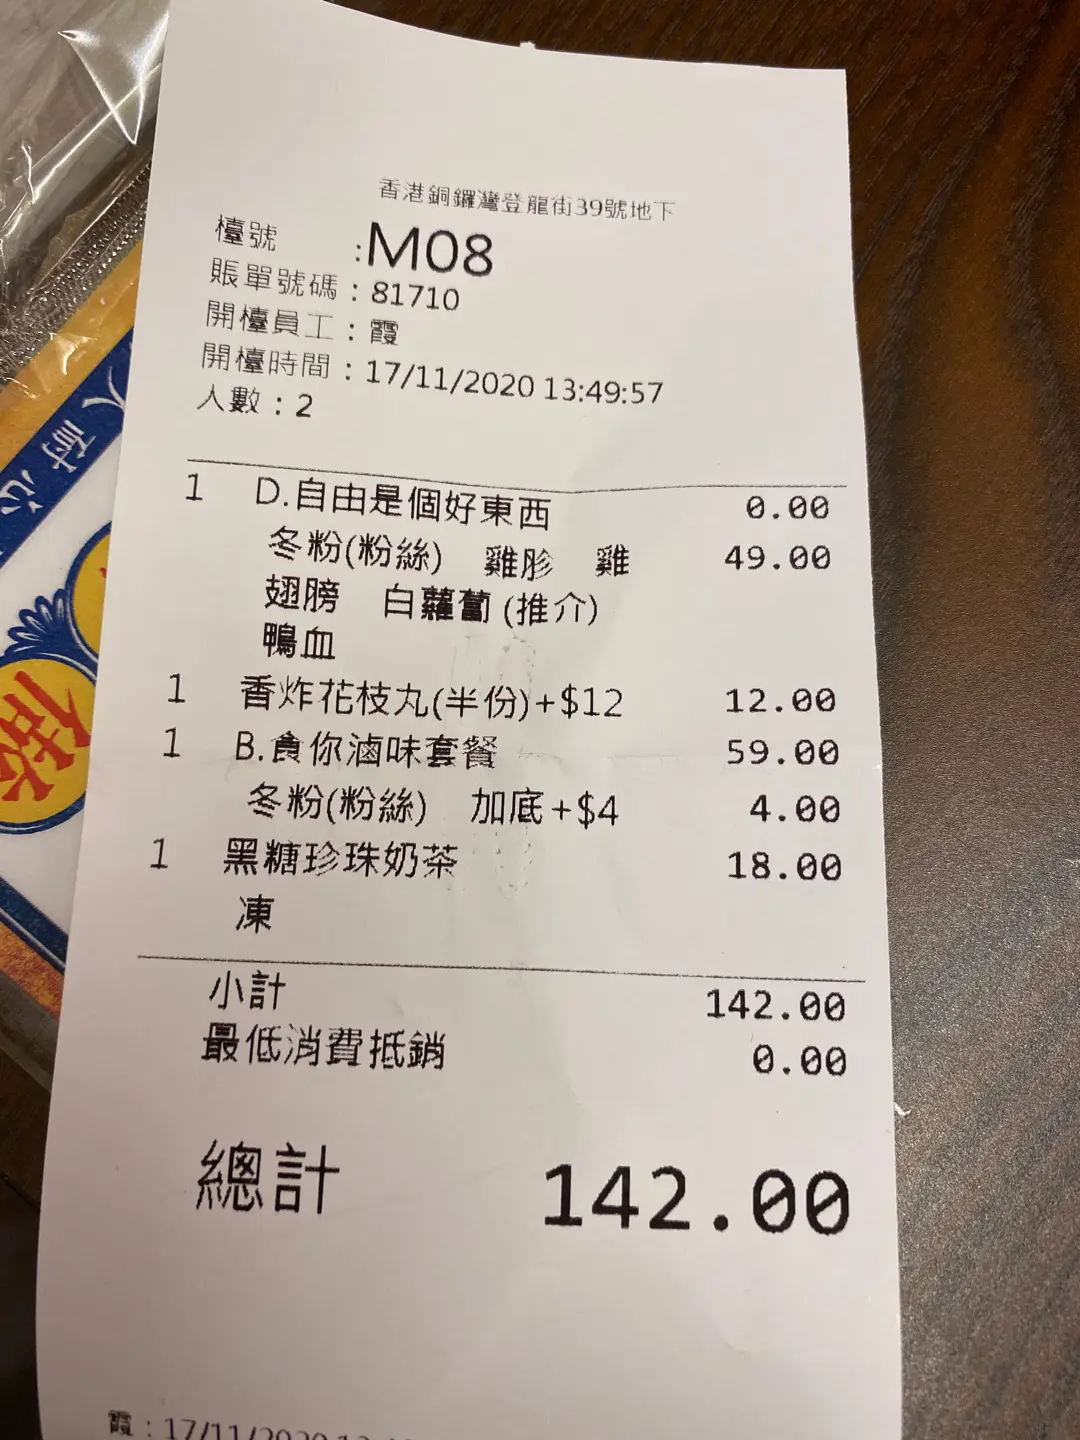 香港銅鑼灣登龍街39號地下
檯號 :M08
賬單號碼：81710
開檯員工：霞
開檯時間：17/11/2020 13:49:57
人數：2
1 D.自由是個好東西 0.00
冬粉(粉絲) 雞胗 雞 49.00
翅膀 白蘿蔔 (推介)
鴨血
1 香炸花枝丸(半份)+$12 12.00
1 B.食你滷味套餐 59.00
冬粉(粉絲) 加底+$4 4.00
1 黑糖珍珠奶茶 18.00
凍
小計 142.00
最低消費抵銷 0.00
總計 142.00
霞：17/11/2020
耐心